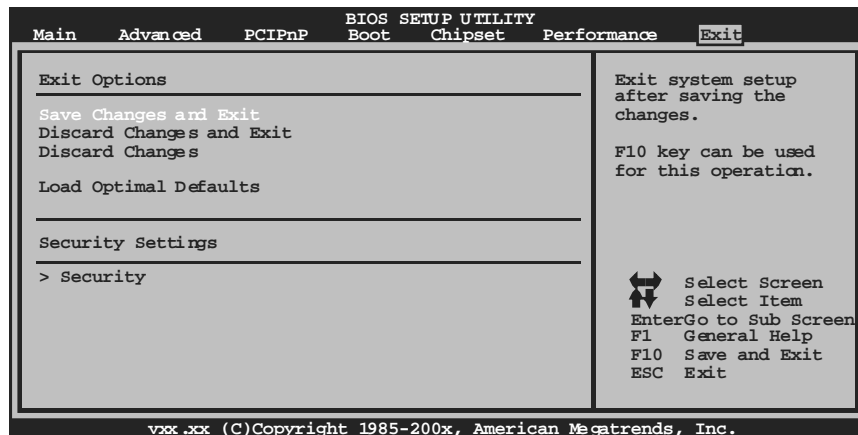 BIOS SETUP UTILITY
Main Advanced PCIPnP Boot Chipset Performance Exit
Exit Options
Save Changes and Exit
Discard Changes and Exit
Discard Changes
Load Optimal Defaults
Security Settings
> Security
Exit system setup
after saving the
changes.
F10 key can be used
for this operation.
Select Screen
Select Item
EnterGo to Sub Screen
F1 General Help
F10 Save and Exit
ESC Exit
vxx.xx (C)Copyright 1985-200x, American Megatrends, Inc.